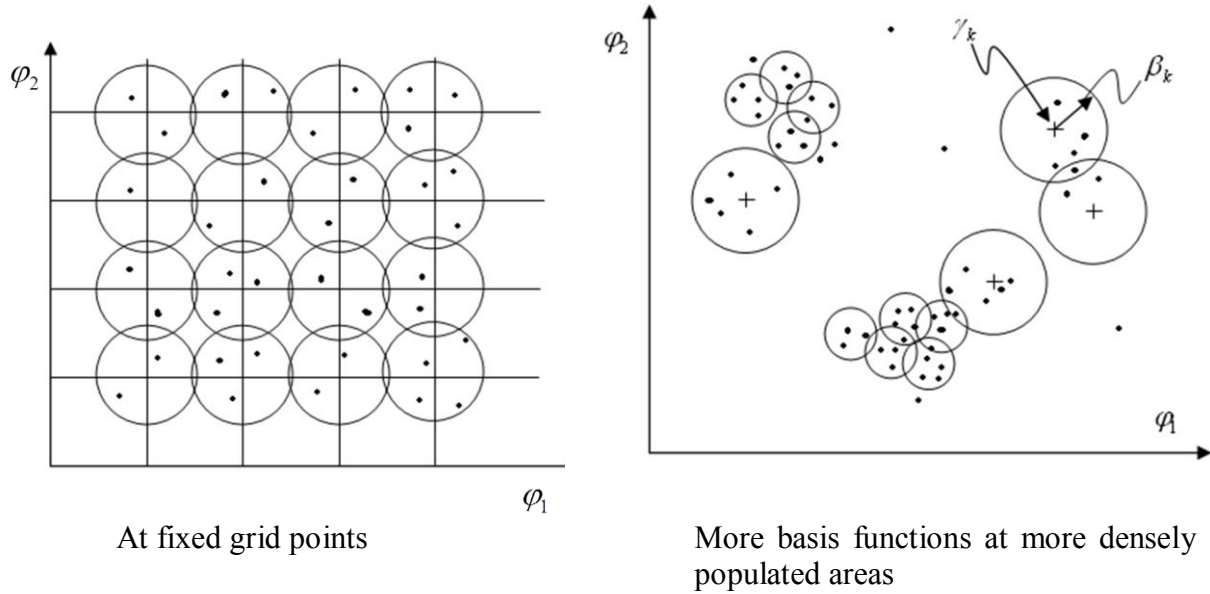 φ₂
φ₁
At fixed grid points
φ₂
γₖ
βₖ
φ₁
More basis functions at more densely
populated areas